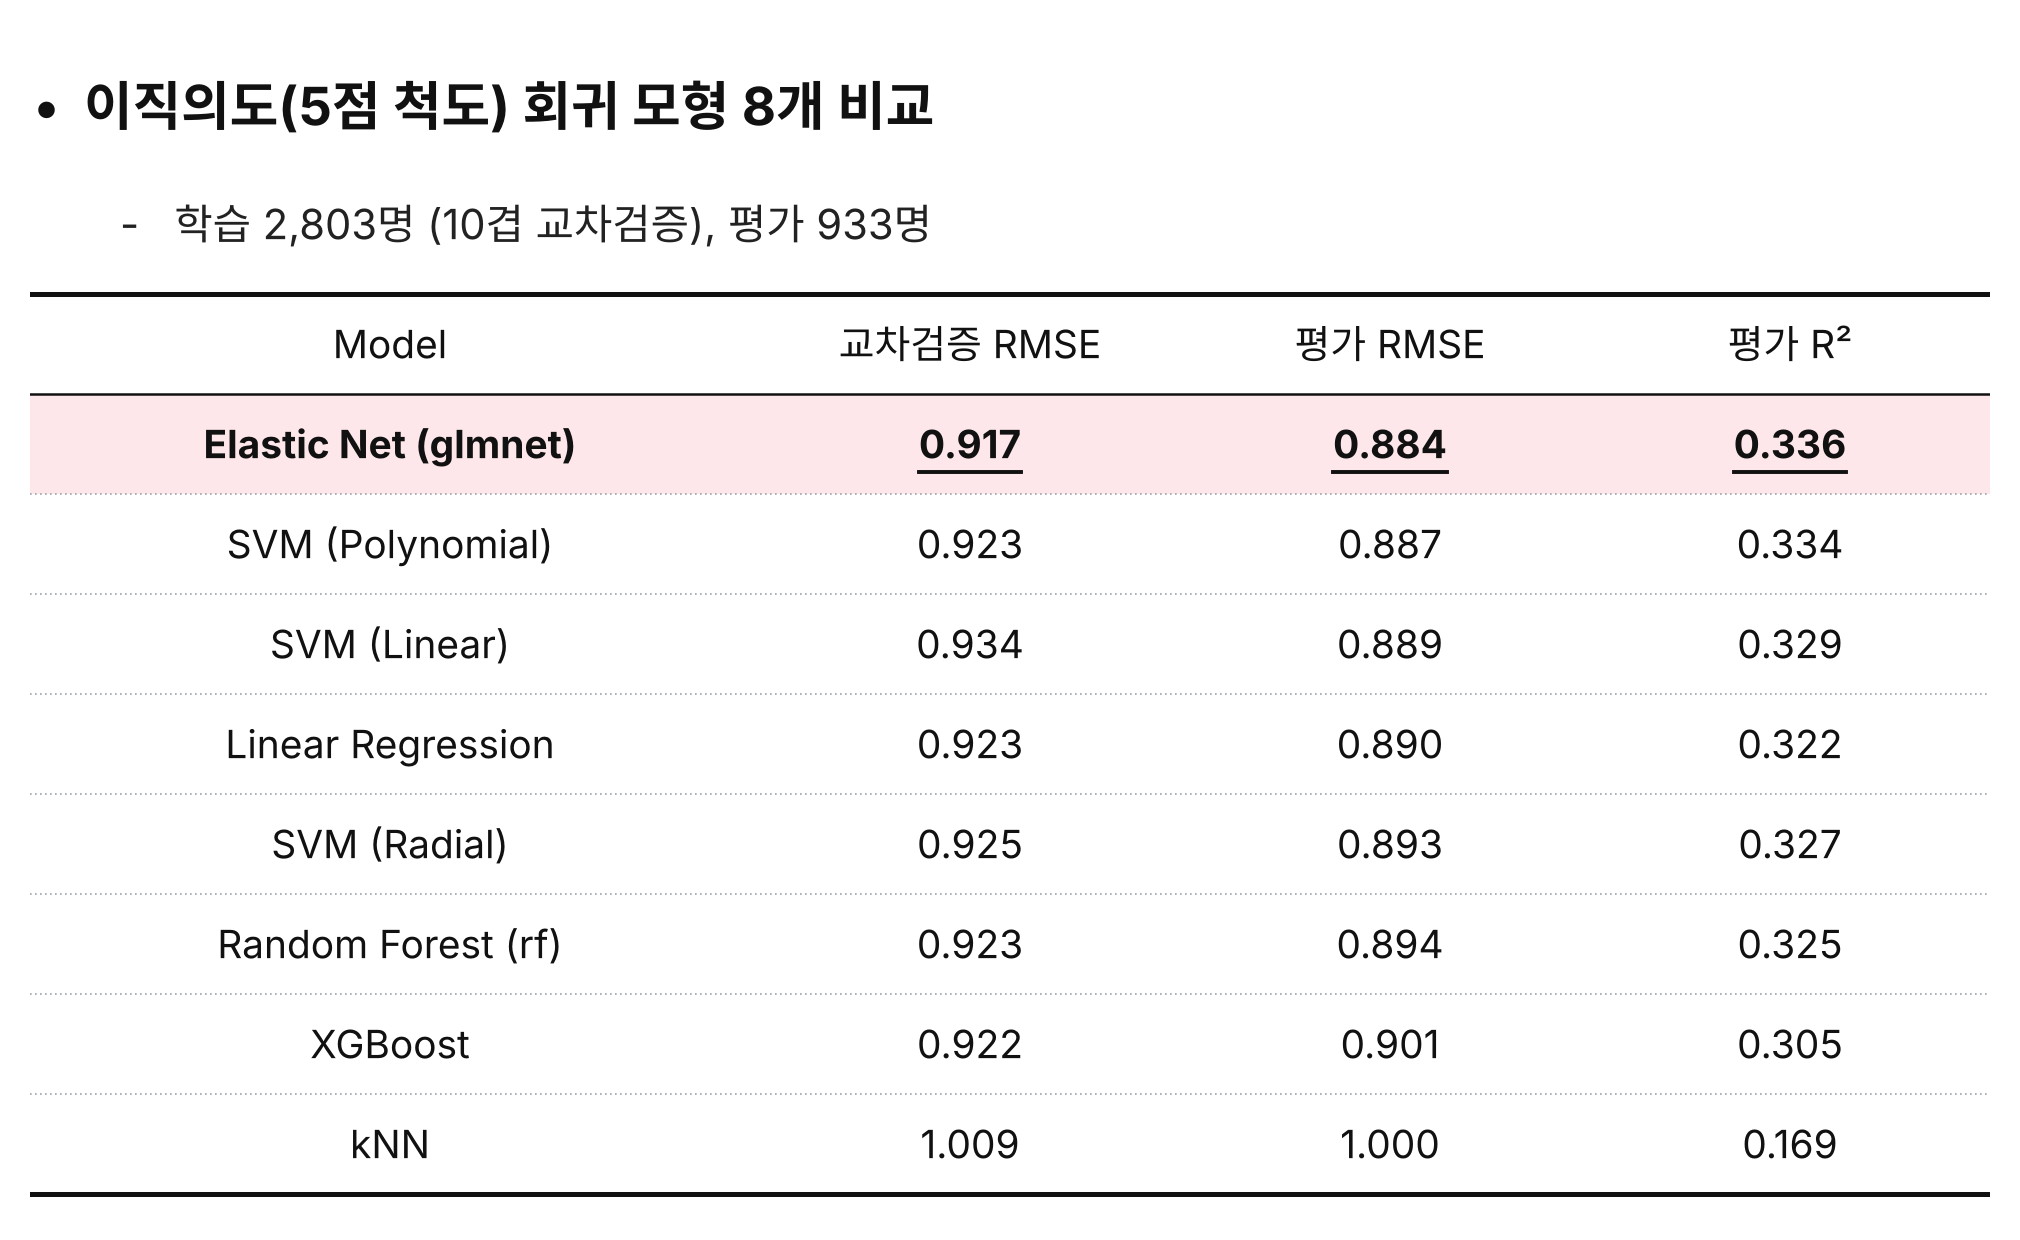 • 이직의도(5점 척도) 회귀 모형 8개 비교
- 학습 2,803명 (10겹 교차검증), 평가 933명
Model 교차검증 RMSE 평가 RMSE 평가 R²
Elastic Net (glmnet) 0.917 0.884 0.336
SVM (Polynomial) 0.923 0.887 0.334
SVM (Linear) 0.934 0.889 0.329
Linear Regression 0.923 0.890 0.322
SVM (Radial) 0.925 0.893 0.327
Random Forest (rf) 0.923 0.894 0.325
XGBoost 0.922 0.901 0.305
kNN 1.009 1.000 0.169